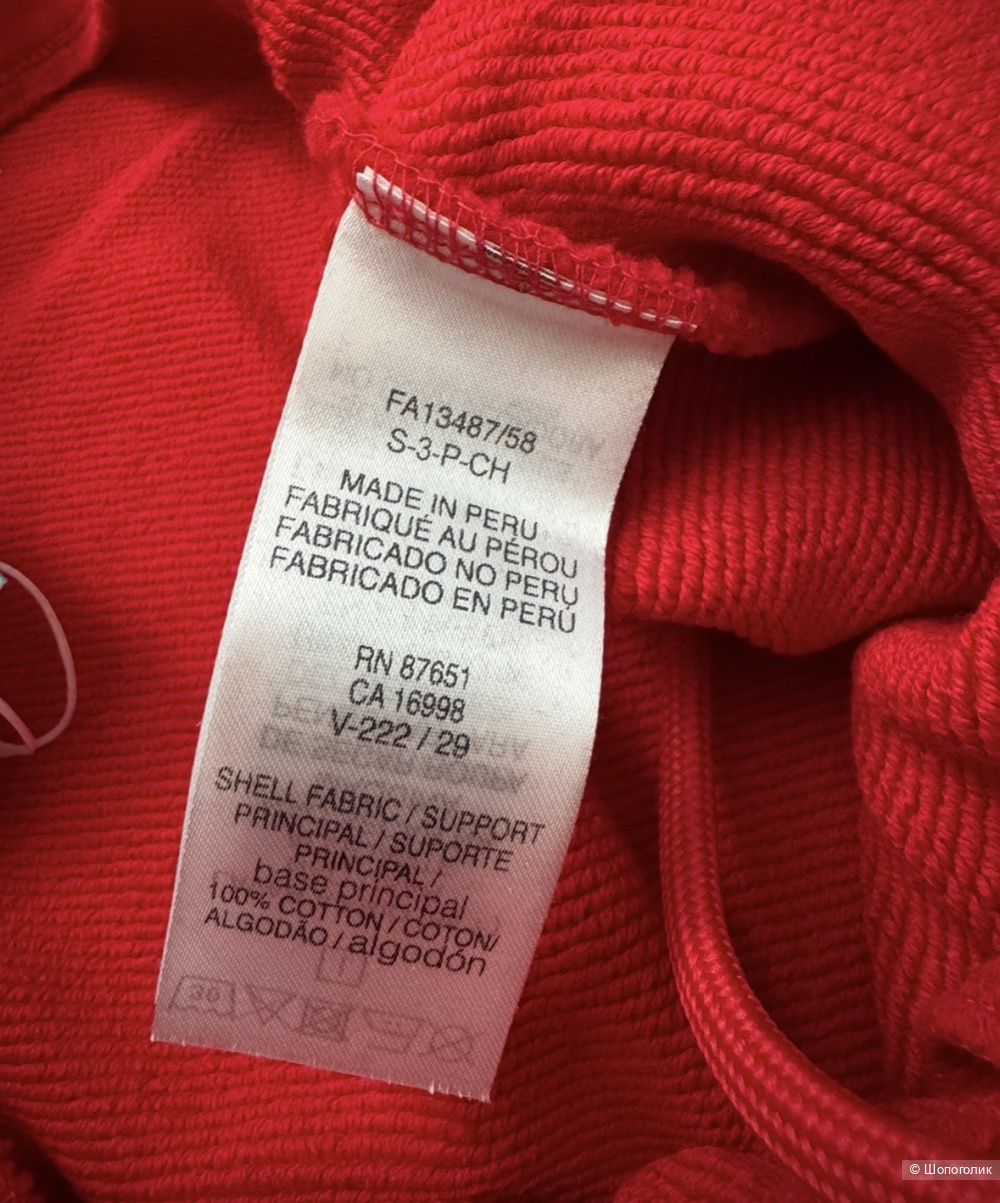 FA13487/58
S-3-P-CH
MADE IN PERU
FABRIQUÉ AU PÉROU
FABRICADO NO PERU
FABRICADO EN PERÚ
RN 87651
CA 16998
V-222 / 29
SHELL FABRIC / SUPPORT
PRINCIPAL / SUPORTE
PRINCIPAL /
base principal
100% COTTON / COTON/
ALGODÃO / algodón
30
© Шопоголик